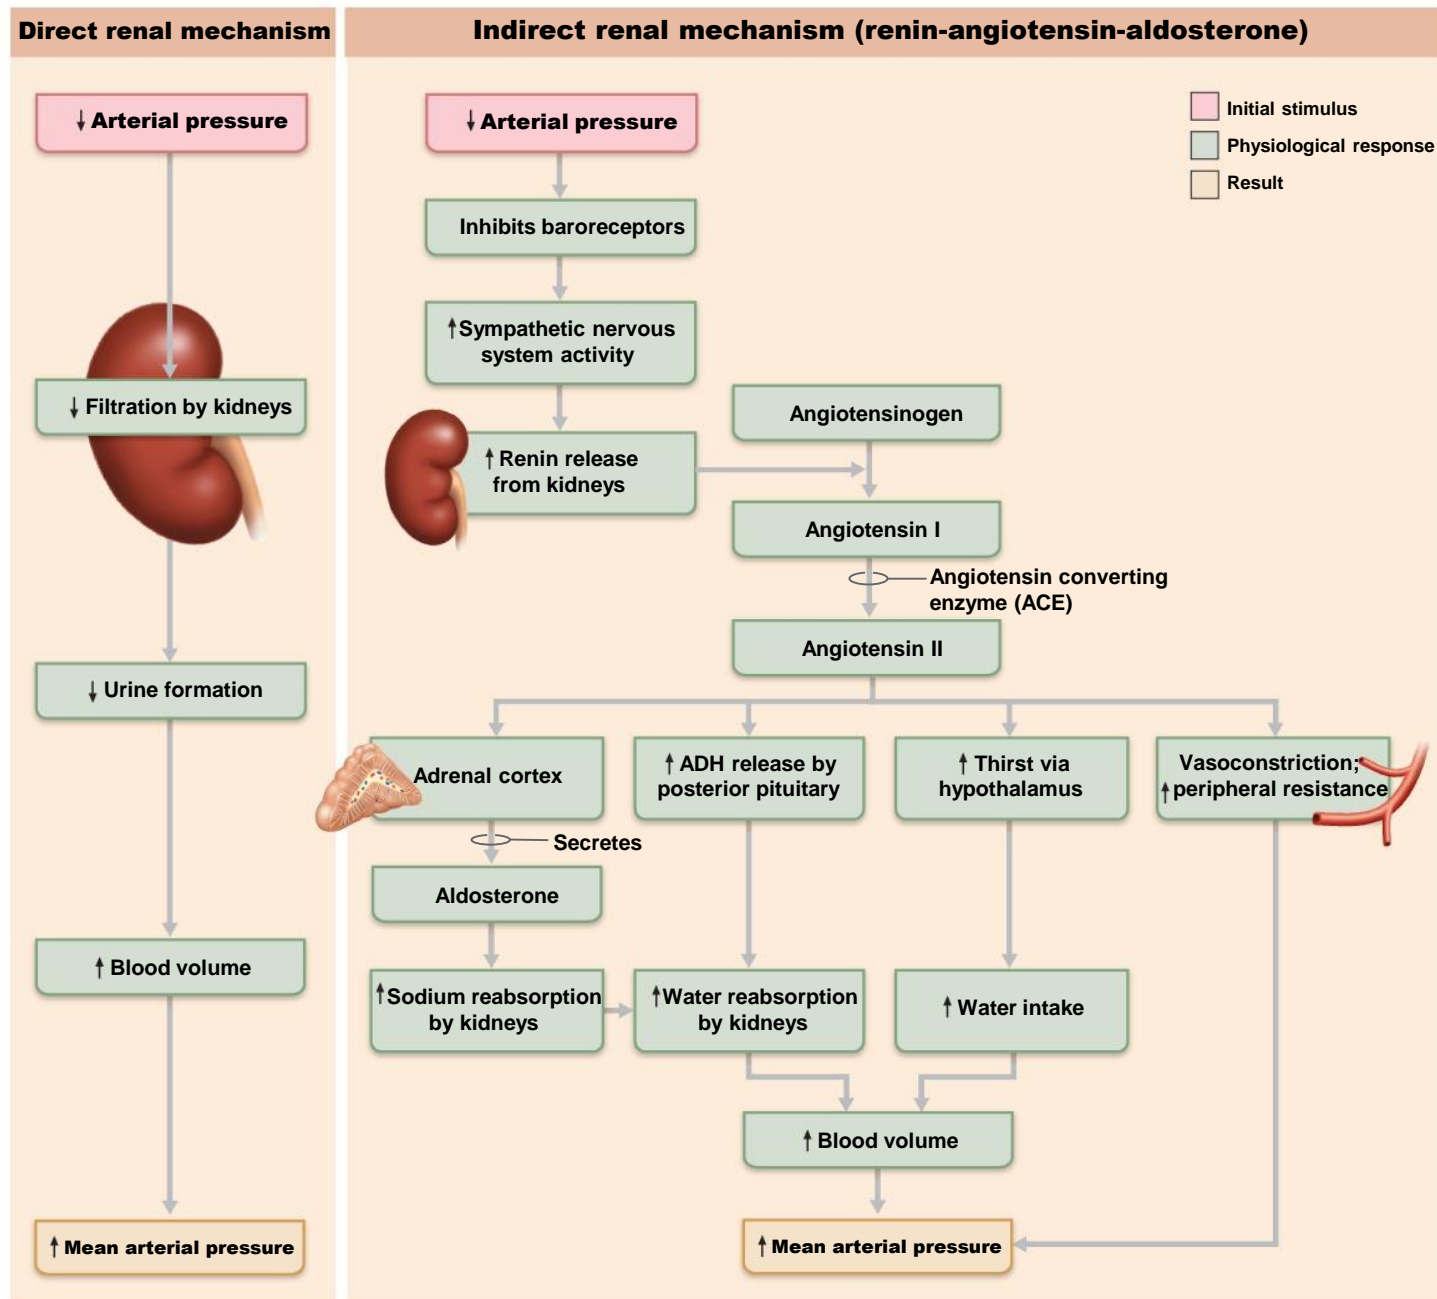 Direct renal mechanism
↓ Arterial pressure
↓ Filtration by kidneys
↓ Urine formation
↑ Blood volume
↑ Mean arterial pressure
Indirect renal mechanism (renin-angiotensin-aldosterone)
Initial stimulus
Physiological response
Result
↓ Arterial pressure
Inhibits baroreceptors
↑ Sympathetic nervous
system activity
↑ Renin release
from kidneys
Angiotensinogen
Angiotensin I
Angiotensin converting
enzyme (ACE)
Angiotensin II
Adrenal cortex
Secretes
Aldosterone
↑ Sodium reabsorption
by kidneys
↑ ADH release by
posterior pituitary
↑ Water reabsorption
by kidneys
↑ Thirst via
hypothalamus
↑ Water intake
Vasoconstriction;
↑ peripheral resistance
↑ Blood volume
↑ Mean arterial pressure